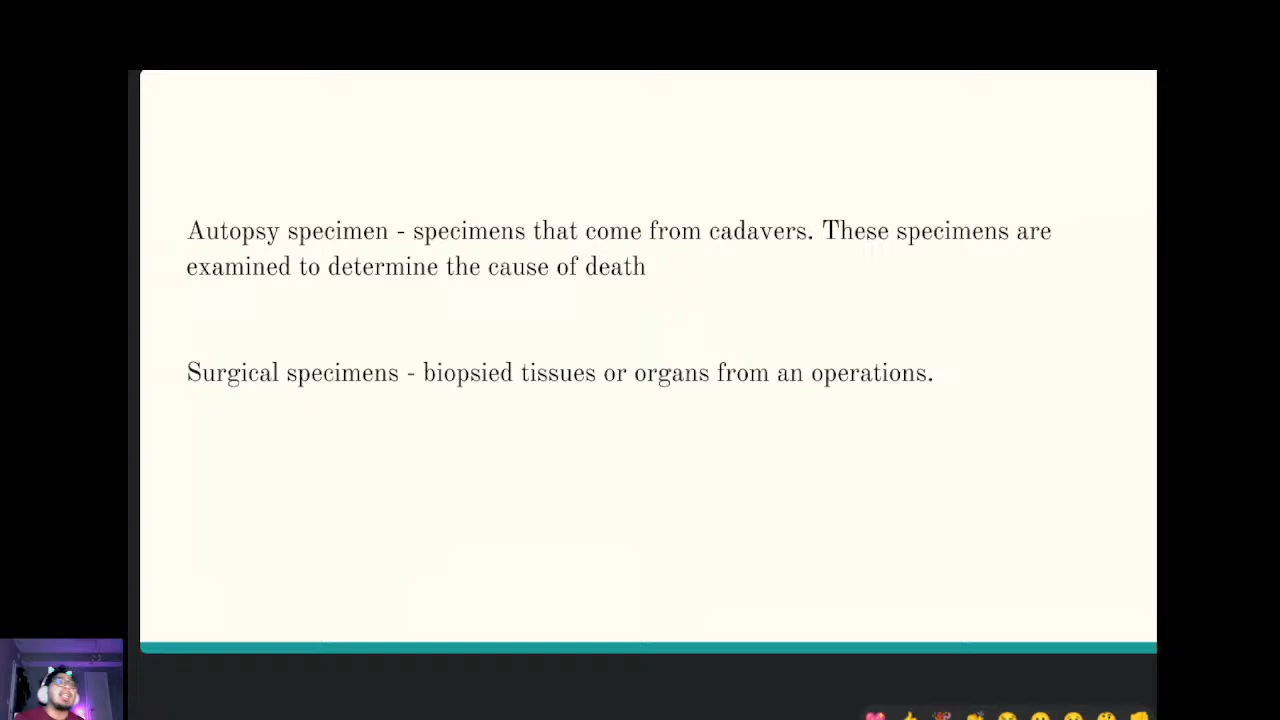 Autopsy specimen - specimens that come from cadavers. These specimens are
examined to determine the cause of death
Surgical specimens - biopsied tissues or organs from an operations.